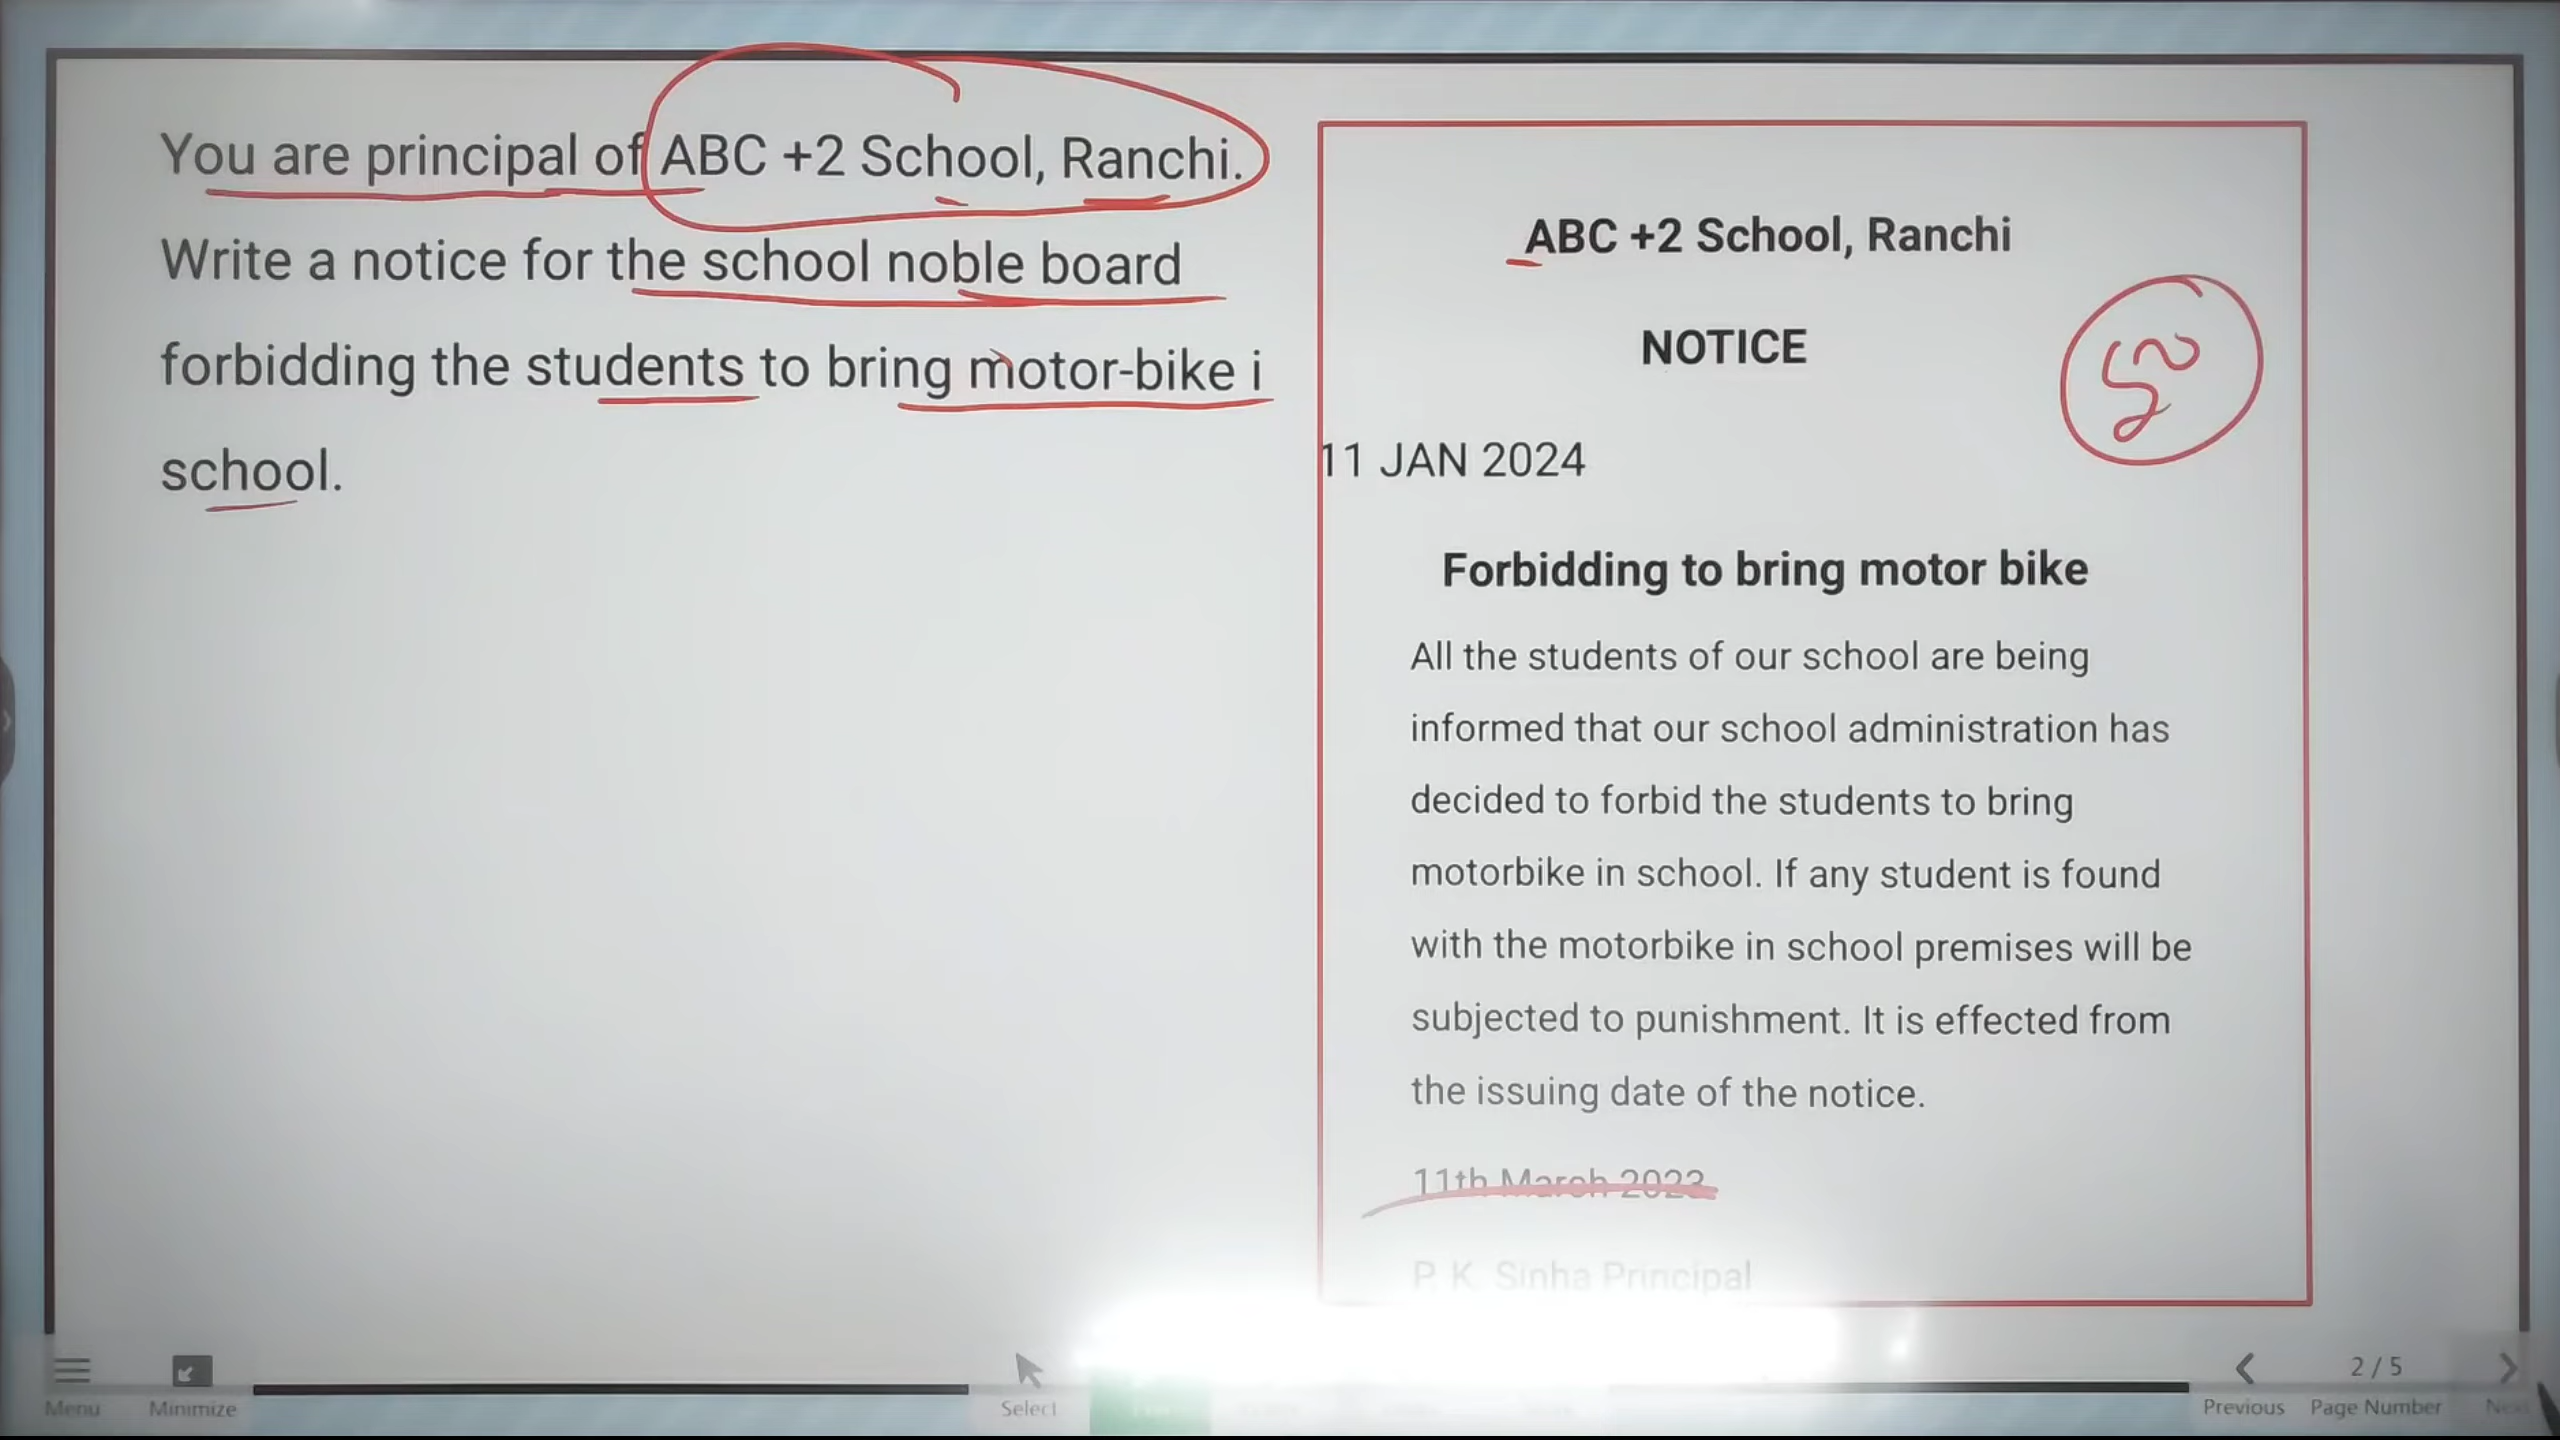 You are principal of ABC +2 School, Ranchi.
Write a notice for the school noble board
forbidding the students to bring motor-bike i
school.
ABC +2 School, Ranchi
NOTICE
50
11 JAN 2024
Forbidding to bring motor bike
All the students of our school are being
informed that our school administration has
decided to forbid the students to bring
motorbike in school. If any student is found
with the motorbike in school premises will be
subjected to punishment. It is effected from
the issuing date of the notice.
11th March 2023
P. K. Sinha Principal
Menu
Minimize
Select
Previous
2 / 5
Page Number
Next